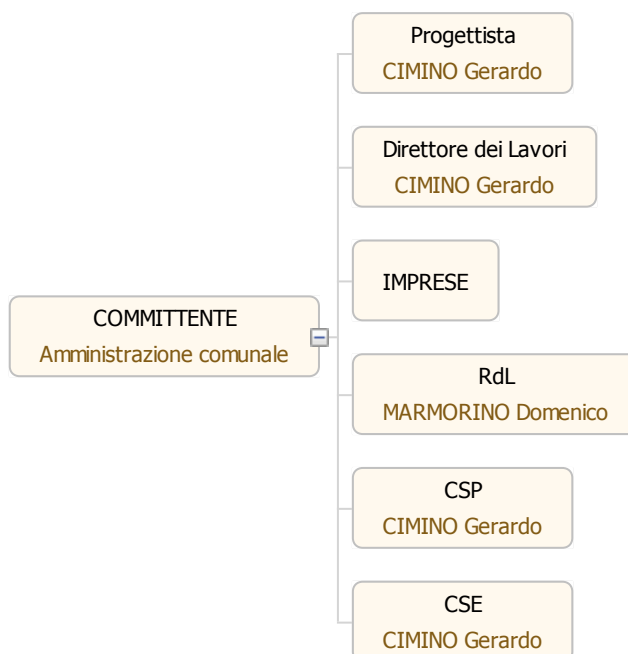 Progettista
CIMINO Gerardo
Direttore dei Lavori
CIMINO Gerardo
IMPRESE
COMMITTENTE
Amministrazione comunale
RdL
MARMORINO Domenico
CSP
CIMINO Gerardo
CSE
CIMINO Gerardo